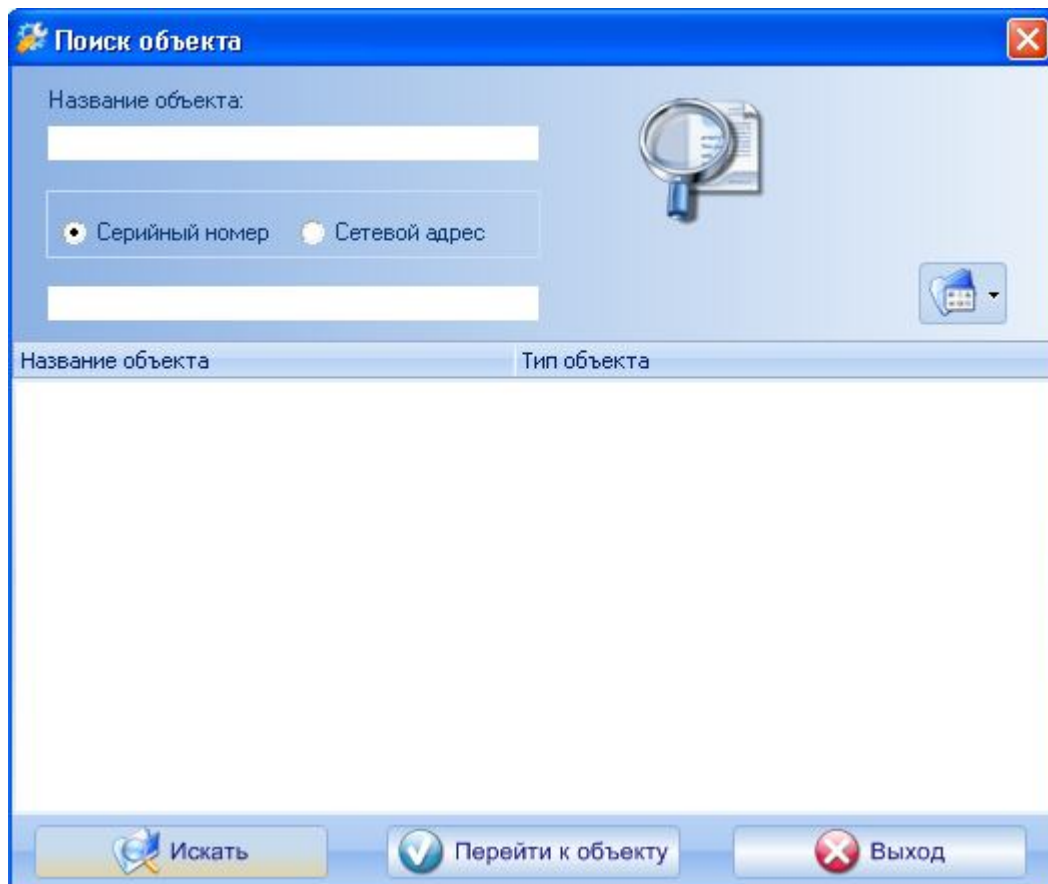 Поиск объекта
Название объекта:
Серийный номер Сетевой адрес
Название объекта Тип объекта
Искать Перейти к объекту Выход